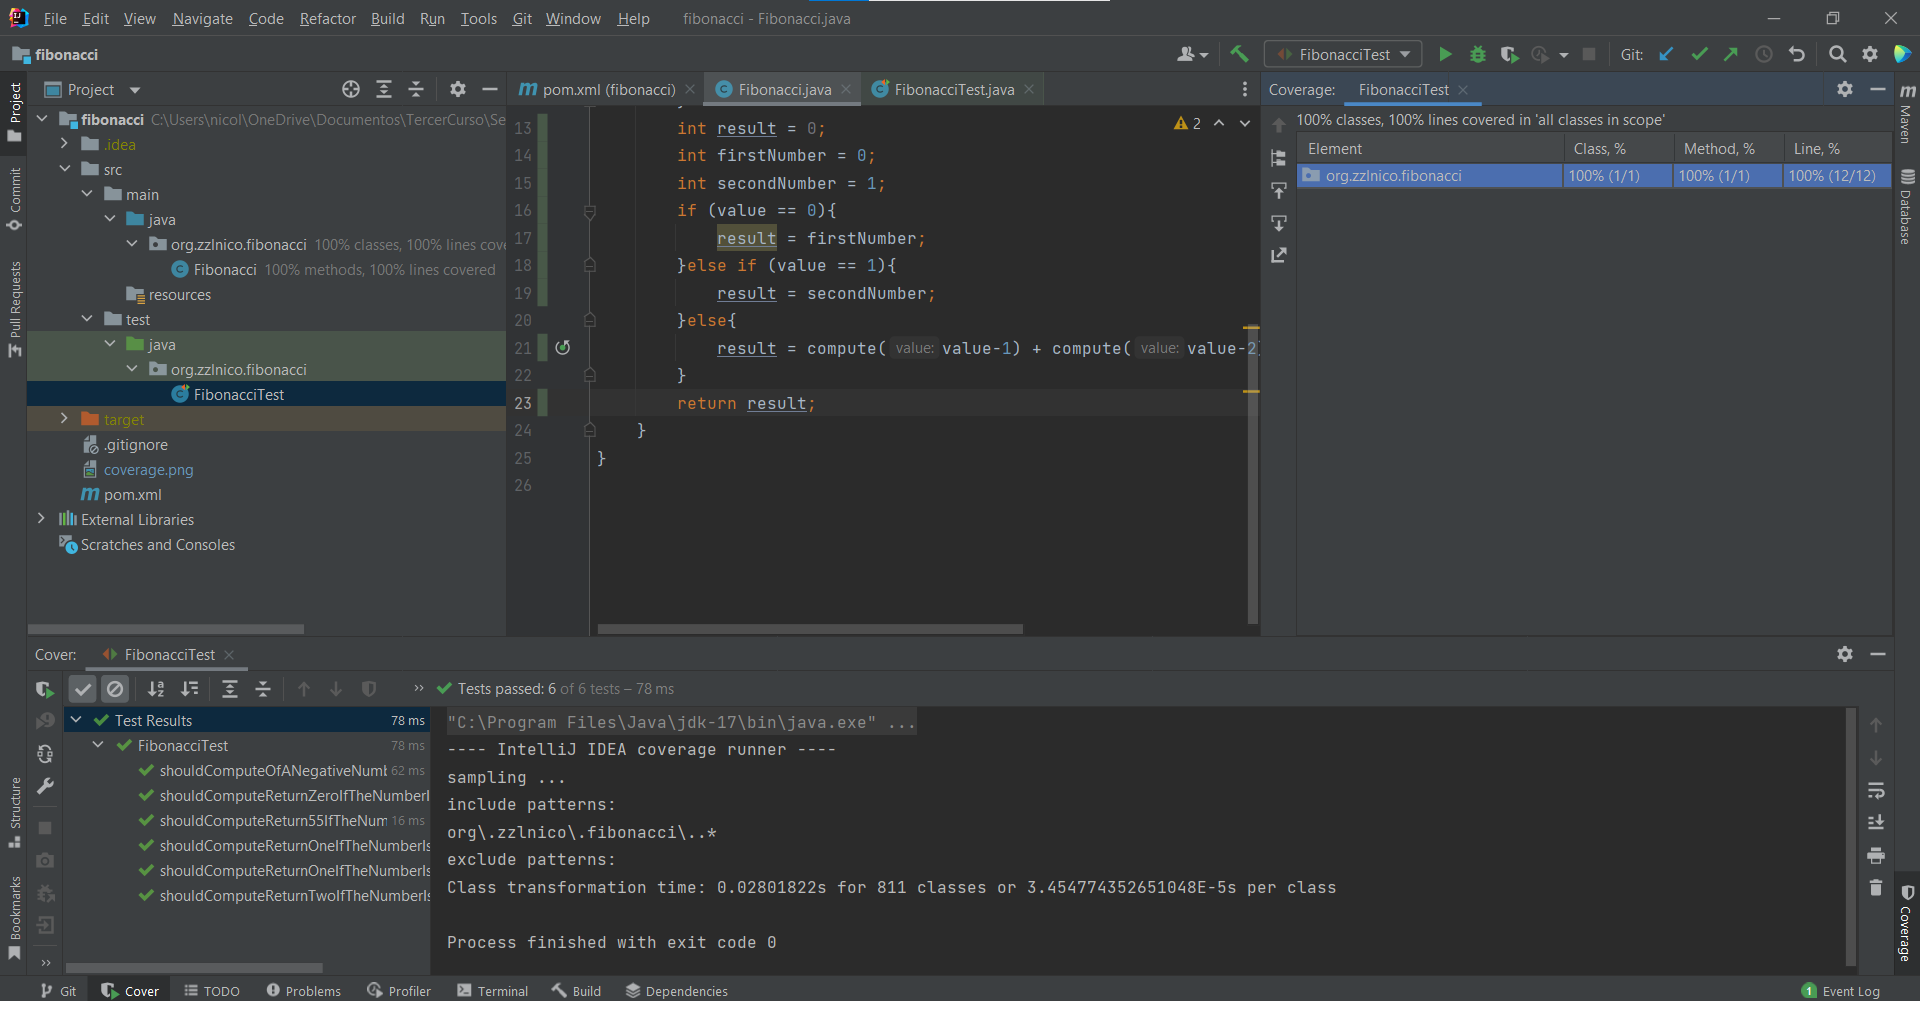 File Edit View Navigate Code Refactor Build Run Tools Git Window Help fibonacci - Fibonacci.java
fibonacci
FibonacciTest
Git:
Project
pom.xml (fibonacci)
Fibonacci.java
FibonacciTest.java
Coverage: FibonacciTest
fibonacci C:\Users\nicol\OneDrive\Documentos\TercerCurso\Se
.idea
src
main
java
org.zzlnico.fibonacci 100% classes, 100% lines cove
Fibonacci 100% methods, 100% lines covered
resources
test
java
org.zzlnico.fibonacci
FibonacciTest
target
.gitignore
coverage.png
pom.xml
External Libraries
Scratches and Consoles
2
13 int result = 0;
14 int firstNumber = 0;
15 int secondNumber = 1;
16 if (value == 0){
17 result = firstNumber;
18 }else if (value == 1){
19 result = secondNumber;
20 }else{
21 result = compute( value: value-1) + compute( value: value-2
22 }
23 return result;
24 }
25 }
26
100% classes, 100% lines covered in 'all classes in scope'
Element Class, % Method, % Line, %
org.zzlnico.fibonacci 100% (1/1) 100% (1/1) 100% (12/12)
Project
Commit
Pull Requests
Structure
Bookmarks
Maven
Database
Coverage
Cover: FibonacciTest
Tests passed: 6 of 6 tests – 78 ms
Test Results 78 ms
FibonacciTest 78 ms
shouldComputeOfANegativeNumb 62 ms
shouldComputeReturnZeroIfTheNumberI
shouldComputeReturn55IfTheNum 16 ms
shouldComputeReturnOneIfTheNumberIs
shouldComputeReturnOneIfTheNumberIs
shouldComputeReturnTwoIfTheNumberIs
"C:\Program Files\Java\jdk-17\bin\java.exe" ...
---- IntelliJ IDEA coverage runner ----
sampling ...
include patterns:
org\.zzlnico\.fibonacci\..*
exclude patterns:
Class transformation time: 0.02801822s for 811 classes or 3.454774352651048E-5s per class
Process finished with exit code 0
Git Cover TODO Problems Profiler Terminal Build Dependencies
1 Event Log